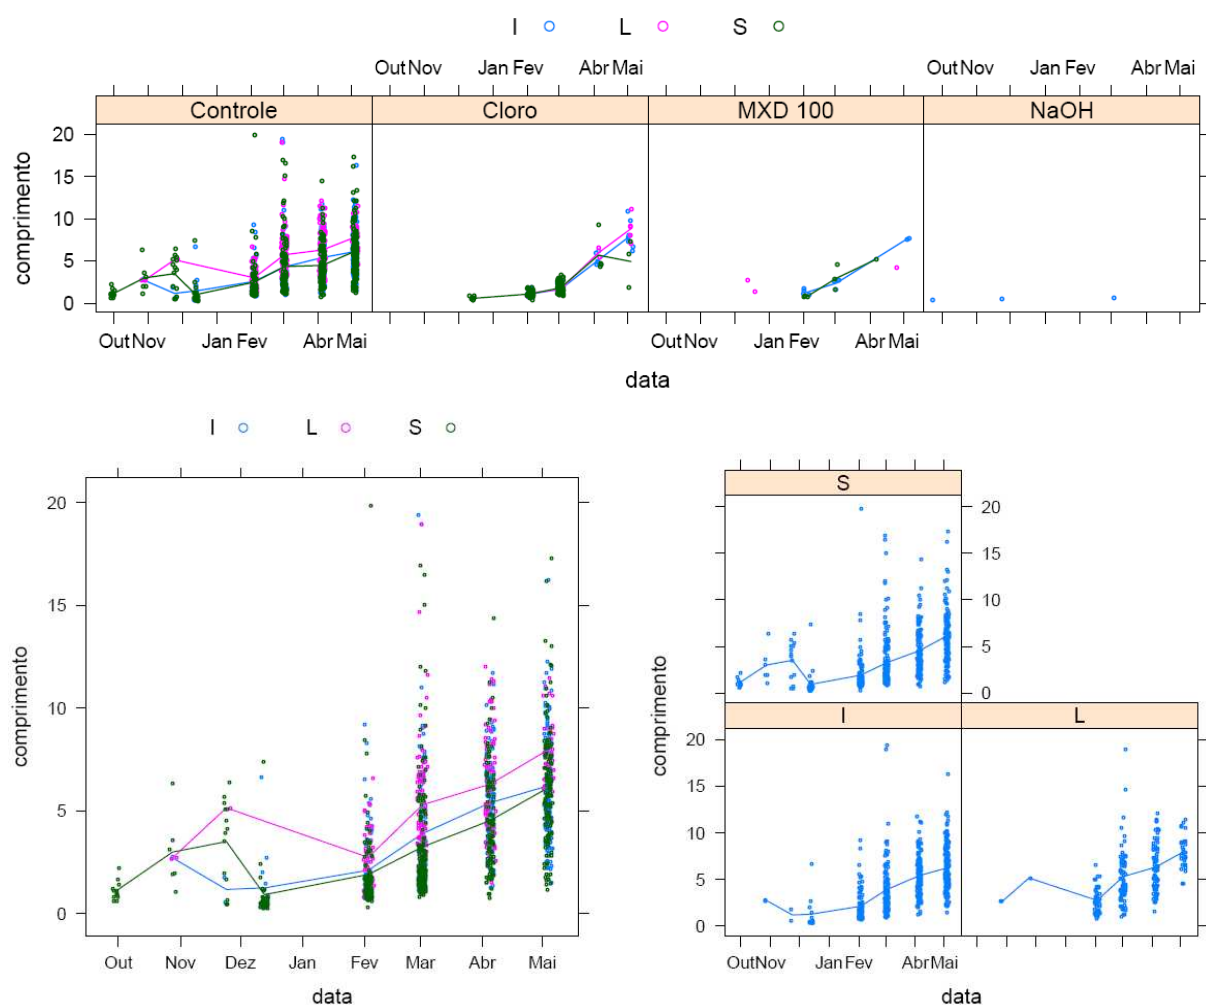 I L S
Out Nov Jan Fev Abr Mai Out Nov Jan Fev Abr Mai
Controle Cloro MXD 100 NaOH
20
15
10
5
0
comprimento
Out Nov Jan Fev Abr Mai Out Nov Jan Fev Abr Mai
data
I L S
20
15
10
5
0
comprimento
Out Nov Dez Jan Fev Mar Abr Mai
data
S
20
15
10
5
0
I L
20
15
10
5
0
comprimento
Out Nov Jan Fev Abr Mai
data